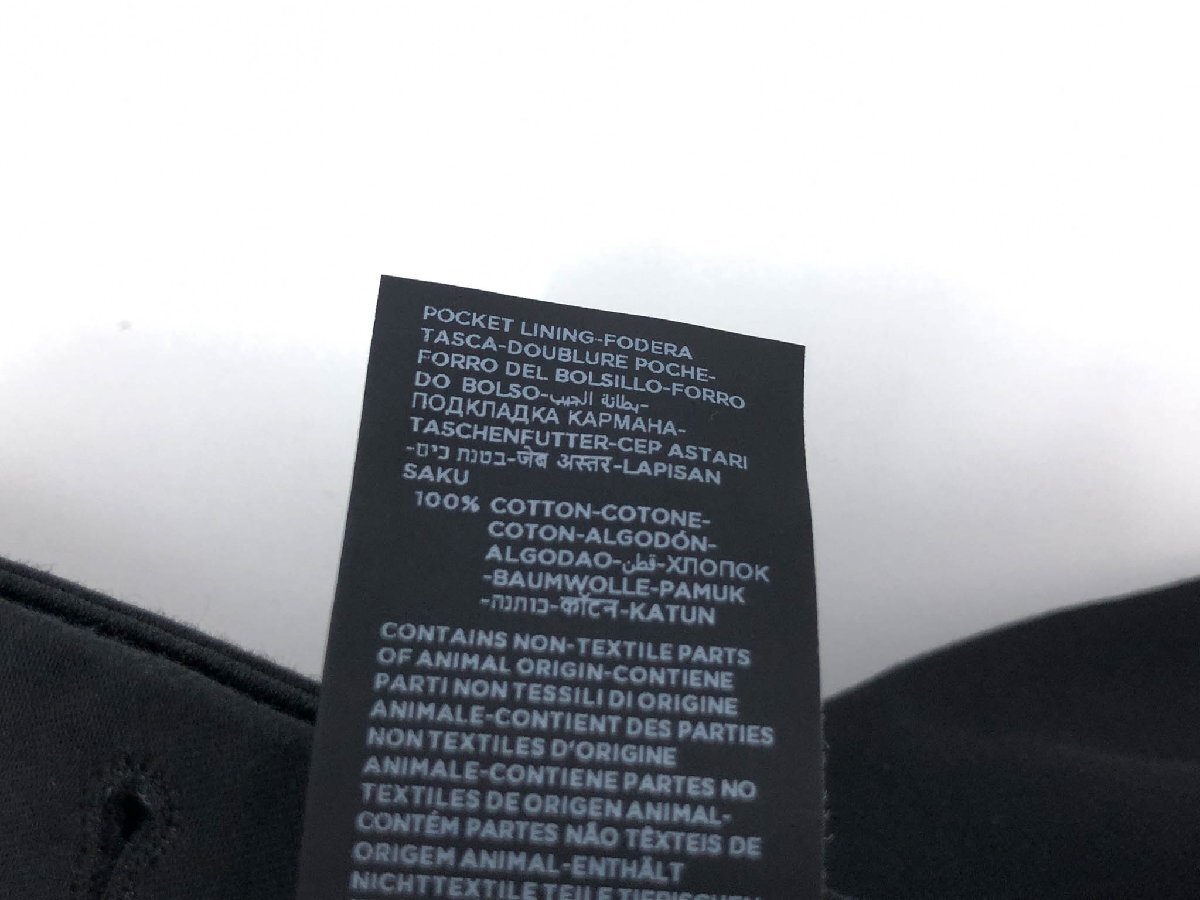 POCKET LINING-FODERA
TASCA-DOUBLURE POCHE-
FORRO DEL BOLSILLO-FORRO
DO BOLSO-بطانة الجيب-
ПОДКЛАДКА КАРМАНА-
TASCHENFUTTER-CEP ASTARI
-בטנת כיס-जेब अस्तर-LAPISAN
SAKU
100% COTTON-COTONE-
COTON-ALGODÓN-
ALGODAO-قطن-ХЛОПОК
-BAUMWOLLE-PAMUK
-כותנה-कॉटन-KATUN
CONTAINS NON-TEXTILE PARTS
OF ANIMAL ORIGIN-CONTIENE
PARTI NON TESSILI DI ORIGINE
ANIMALE-CONTIENT DES PARTIES
NON TEXTILES D'ORIGINE
ANIMALE-CONTIENE PARTES NO
TEXTILES DE ORIGEN ANIMAL-
CONTÉM PARTES NÃO TÊXTEIS DE
ORIGEM ANIMAL-ENTHÄLT
NICHTTEXTILE TEILE TIERISCHEN